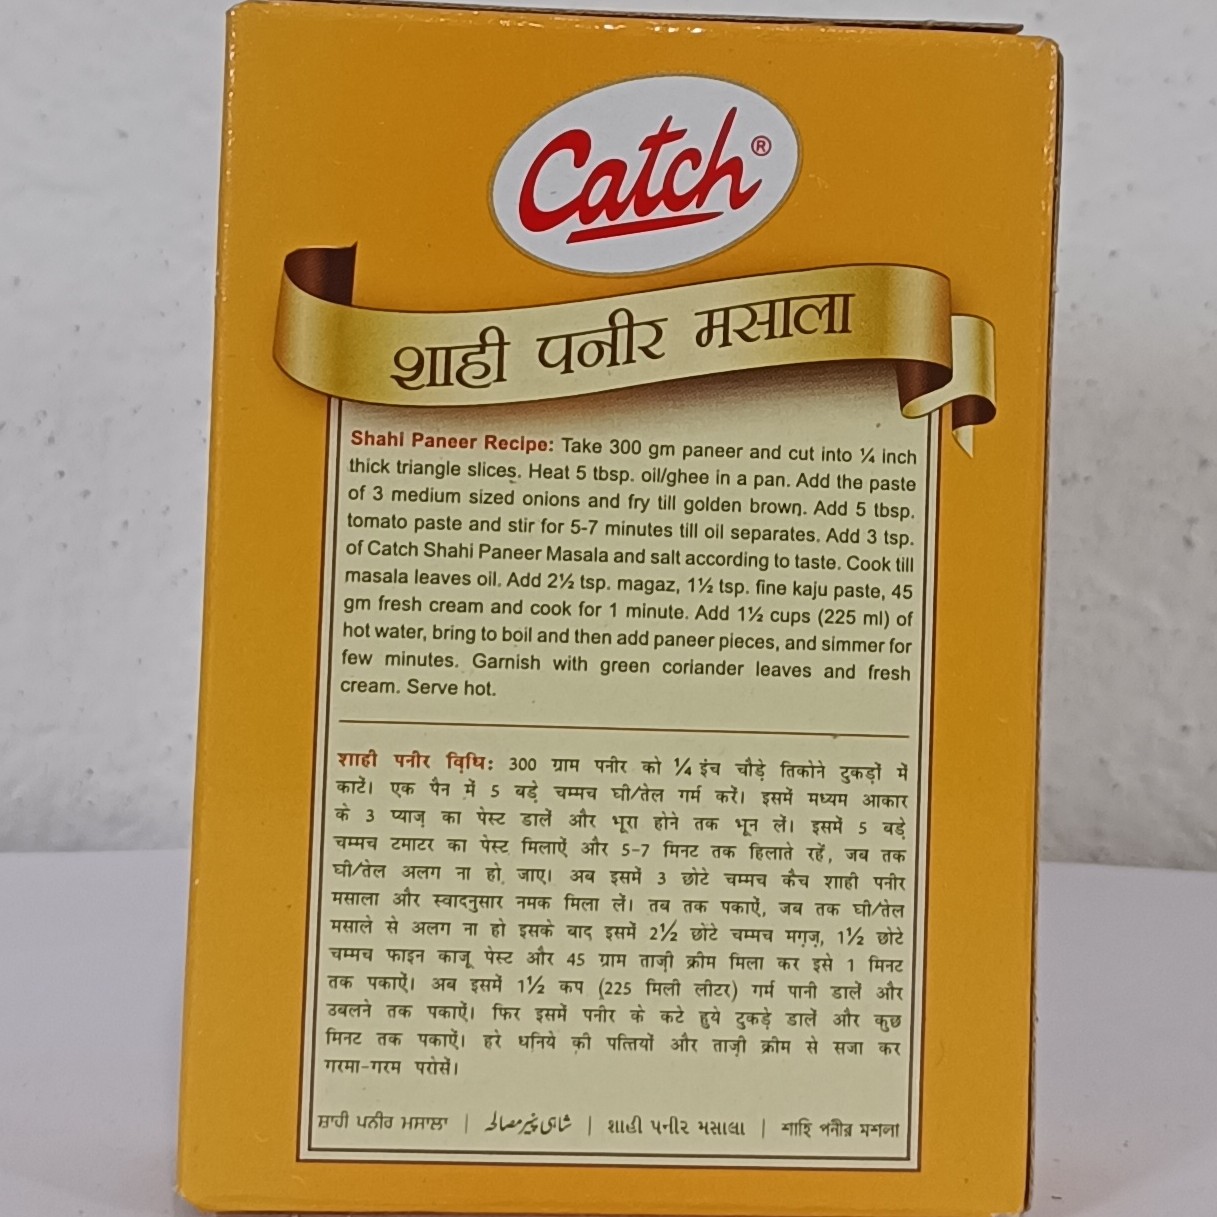 Catch®
शाही पनीर मसाला
Shahi Paneer Recipe: Take 300 gm paneer and cut into ¼ inch
thick triangle slices. Heat 5 tbsp. oil/ghee in a pan. Add the paste
of 3 medium sized onions and fry till golden brown. Add 5 tbsp.
tomato paste and stir for 5-7 minutes till oil separates. Add 3 tsp.
of Catch Shahi Paneer Masala and salt according to taste. Cook till
masala leaves oil. Add 2½ tsp. magaz, 1½ tsp. fine kaju paste, 45
gm fresh cream and cook for 1 minute. Add 1½ cups (225 ml) of
hot water, bring to boil and then add paneer pieces, and simmer for
few minutes. Garnish with green coriander leaves and fresh
cream. Serve hot.
शाही पनीर विधि: 300 ग्राम पनीर को ¼ इंच चौड़े तिकोने टुकड़ों में
काटें। एक पैन में 5 बड़े चम्मच घी/तेल गर्म करें। इसमें मध्यम आकार
के 3 प्याज़ का पेस्ट डालें और भूरा होने तक भून लें। इसमें 5 बड़े
चम्मच टमाटर का पेस्ट मिलाऐं और 5-7 मिनट तक हिलाते रहें, जब तक
घी/तेल अलग ना हो जाए। अब इसमें 3 छोटे चम्मच कैच शाही पनीर
मसाला और स्वादनुसार नमक मिला लें। तब तक पकाऐं, जब तक घी/तेल
मसाले से अलग ना हो इसके बाद इसमें 2½ छोटे चम्मच मगज़, 1½ छोटे
चम्मच फाइन काजू पेस्ट और 45 ग्राम ताज़ी क्रीम मिला कर इसे 1 मिनट
तक पकाऐं। अब इसमें 1½ कप (225 मिली लीटर) गर्म पानी डालें और
उबलने तक पकाऐं। फिर इसमें पनीर के कटे हुये टुकड़े डालें और कुछ
मिनट तक पकाऐं। हरे धनिये की पत्तियों और ताज़ी क्रीम से सजा कर
गरमा-गरम परोसें।
ਸ਼ਾਹੀ ਪਨੀਰ ਮਸਾਲਾ | شاہی پنیر مصالحہ | શાહી પનીર મસાલા | শাহি পনীর মশলা